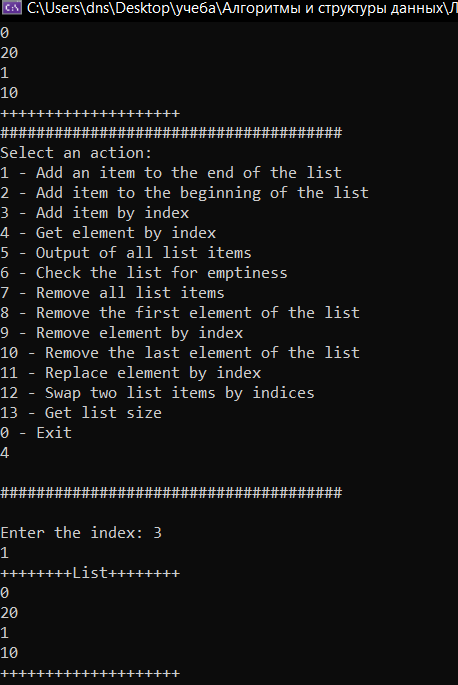 C:\Users\dns\Desktop\учеба\Алгоритмы и структуры данных\Л
0
20
1
10
++++++++++++++++++++
######################################
Select an action:
1 - Add an item to the end of the list
2 - Add item to the beginning of the list
3 - Add item by index
4 - Get element by index
5 - Output of all list items
6 - Check the list for emptiness
7 - Remove all list items
8 - Remove the first element of the list
9 - Remove element by index
10 - Remove the last element of the list
11 - Replace element by index
12 - Swap two list items by indices
13 - Get list size
0 - Exit
4
######################################
Enter the index: 3
1
++++++++List++++++++
0
20
1
10
++++++++++++++++++++